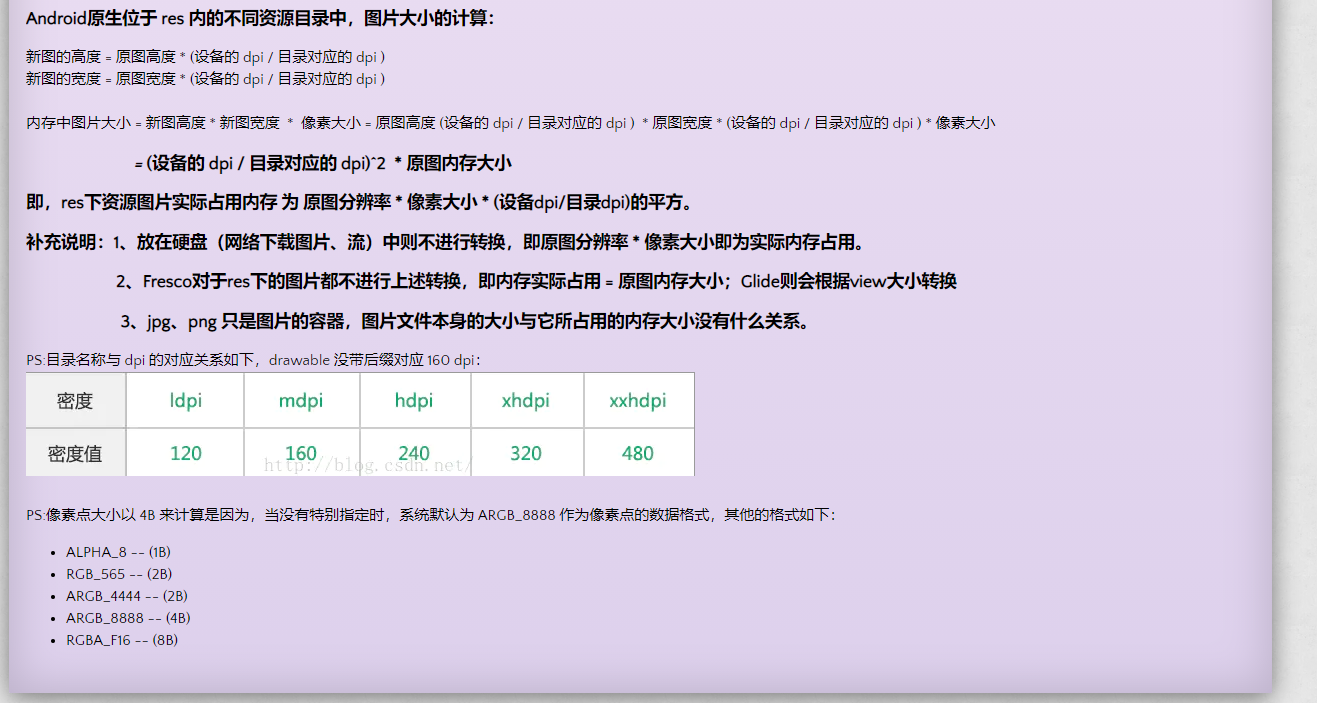 Android原生位于 res 内的不同资源目录中，图片大小的计算：
新图的高度 = 原图高度 * (设备的 dpi / 目录对应的 dpi )
新图的宽度 = 原图宽度 * (设备的 dpi / 目录对应的 dpi )
内存中图片大小 = 新图高度 * 新图宽度 * 像素大小 = 原图高度 (设备的 dpi / 目录对应的 dpi ) * 原图宽度 * (设备的 dpi / 目录对应的 dpi ) * 像素大小
= (设备的 dpi / 目录对应的 dpi)^2 * 原图内存大小
即，res下资源图片实际占用内存 为 原图分辨率 * 像素大小 * (设备dpi/目录dpi)的平方。
补充说明：1、放在硬盘（网络下载图片、流）中则不进行转换，即原图分辨率 * 像素大小即为实际内存占用。
2、Fresco对于res下的图片都不进行上述转换，即内存实际占用 = 原图内存大小；Glide则会根据view大小转换
3、jpg、png 只是图片的容器，图片文件本身的大小与它所占用的内存大小没有什么关系。
PS:目录名称与 dpi 的对应关系如下，drawable 没带后缀对应 160 dpi：
密度 ldpi mdpi hdpi xhdpi xxhdpi
密度值 120 160 240 320 480
http://blog.csdn.net/
PS:像素点大小以 4B 来计算是因为，当没有特别指定时，系统默认为 ARGB_8888 作为像素点的数据格式，其他的格式如下：
• ALPHA_8 -- (1B)
• RGB_565 -- (2B)
• ARGB_4444 -- (2B)
• ARGB_8888 -- (4B)
• RGBA_F16 -- (8B)